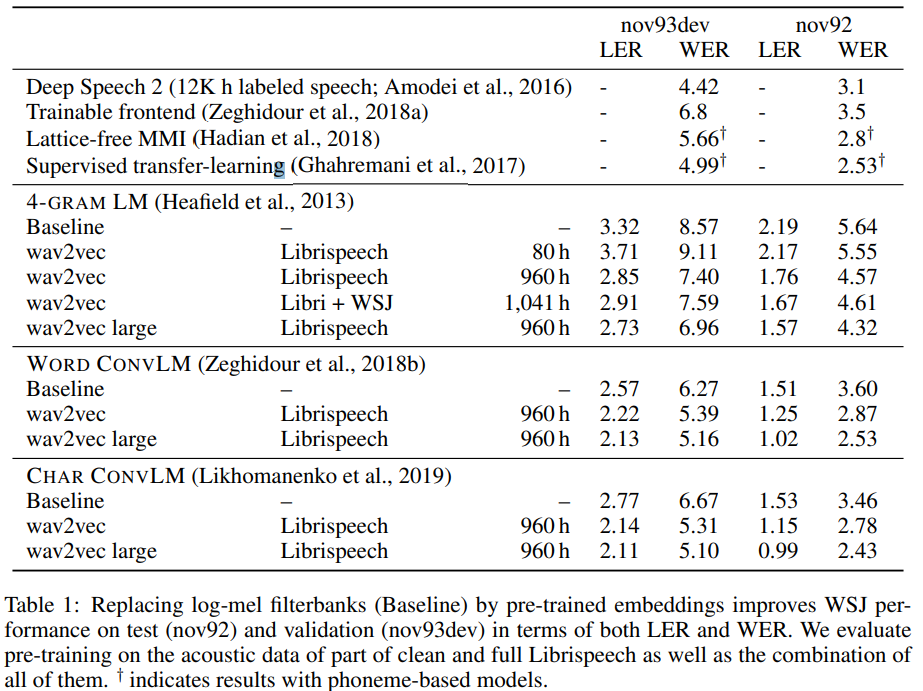 nov93dev nov92
LER WER LER WER
Deep Speech 2 (12K h labeled speech; Amodei et al., 2016) - 4.42 - 3.1
Trainable frontend (Zeghidour et al., 2018a) - 6.8 - 3.5
Lattice-free MMI (Hadian et al., 2018) - 5.66† - 2.8†
Supervised transfer-learning (Ghahremani et al., 2017) - 4.99† - 2.53†
4-GRAM LM (Heafield et al., 2013)
Baseline – – 3.32 8.57 2.19 5.64
wav2vec Librispeech 80 h 3.71 9.11 2.17 5.55
wav2vec Librispeech 960 h 2.85 7.40 1.76 4.57
wav2vec Libri + WSJ 1,041 h 2.91 7.59 1.67 4.61
wav2vec large Librispeech 960 h 2.73 6.96 1.57 4.32
WORD CONVLM (Zeghidour et al., 2018b)
Baseline – – 2.57 6.27 1.51 3.60
wav2vec Librispeech 960 h 2.22 5.39 1.25 2.87
wav2vec large Librispeech 960 h 2.13 5.16 1.02 2.53
CHAR CONVLM (Likhomanenko et al., 2019)
Baseline – – 2.77 6.67 1.53 3.46
wav2vec Librispeech 960 h 2.14 5.31 1.15 2.78
wav2vec large Librispeech 960 h 2.11 5.10 0.99 2.43
Table 1: Replacing log-mel filterbanks (Baseline) by pre-trained embeddings improves WSJ per-
formance on test (nov92) and validation (nov93dev) in terms of both LER and WER. We evaluate
pre-training on the acoustic data of part of clean and full Librispeech as well as the combination of
all of them. † indicates results with phoneme-based models.